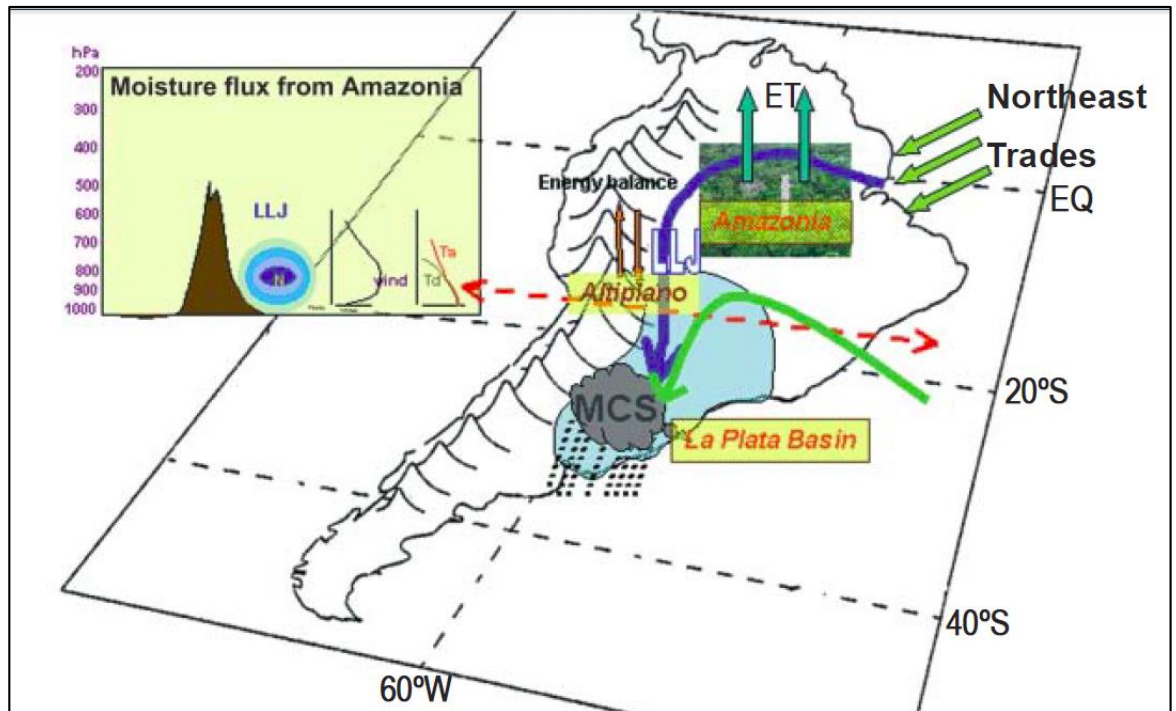 hPa
200
300
400
500
600
700
800
900
1000
Moisture flux from Amazonia
LLJ
N
wind
Ta
Td
Energy balance
ET
Northeast
Trades
EQ
Amazonia
LLJ
Altiplano
MCS
La Plata Basin
20ºS
40ºS
60ºW